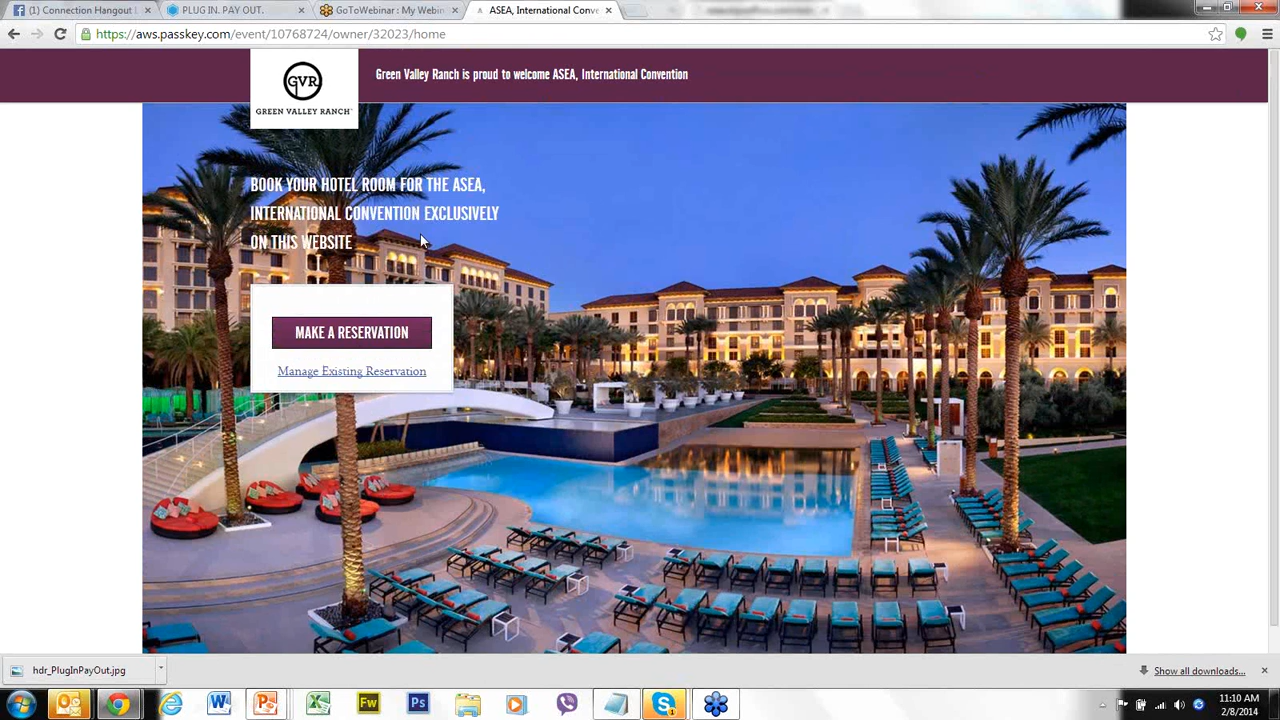 (1) Connection Hangout L
PLUG IN. PAY OUT.
GoToWebinar : My Webin
ASEA, International Conve
https://aws.passkey.com/event/10768724/owner/32023/home
GVR
GREEN VALLEY RANCH
Green Valley Ranch is proud to welcome ASEA, International Convention
BOOK YOUR HOTEL ROOM FOR THE ASEA,
INTERNATIONAL CONVENTION EXCLUSIVELY
ON THIS WEBSITE
MAKE A RESERVATION
Manage Existing Reservation
hdr_PlugInPayOut.jpg
Show all downloads...
Fw
Ps
11:10 AM
2/8/2014